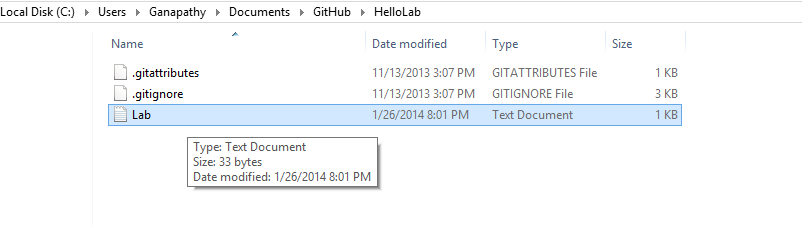 Local Disk (C:) ▸ Users ▸ Ganapathy ▸ Documents ▸ GitHub ▸ HelloLab
Name Date modified Type Size
.gitattributes 11/13/2013 3:07 PM GITATTRIBUTES File 1 KB
.gitignore 11/13/2013 3:07 PM GITIGNORE File 3 KB
Lab 1/26/2014 8:01 PM Text Document 1 KB
Type: Text Document
Size: 33 bytes
Date modified: 1/26/2014 8:01 PM